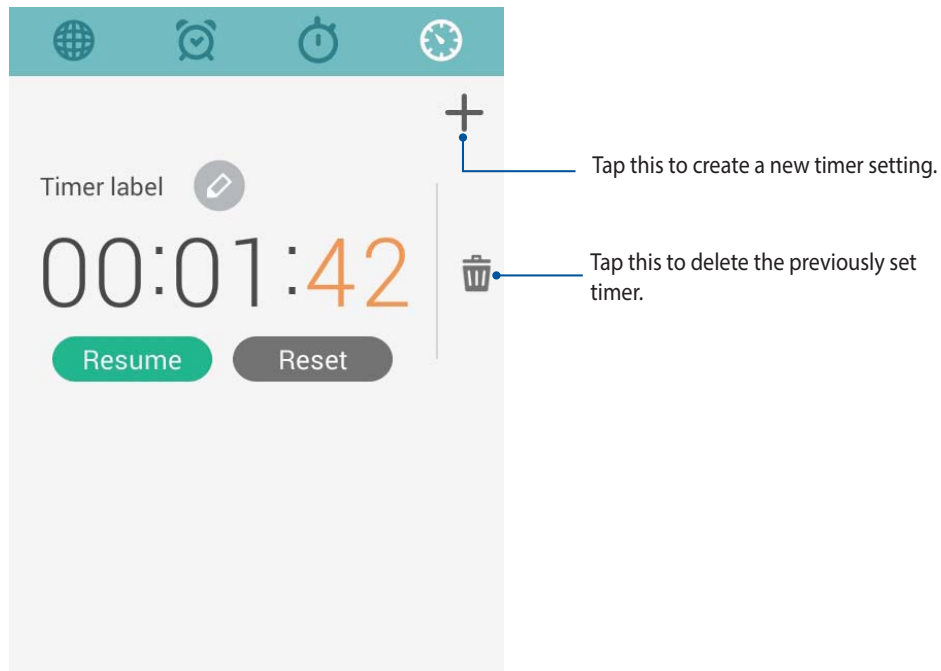 Tap this to create a new timer setting.
Timer label
00:01:42
Tap this to delete the previously set
timer.
Resume
Reset